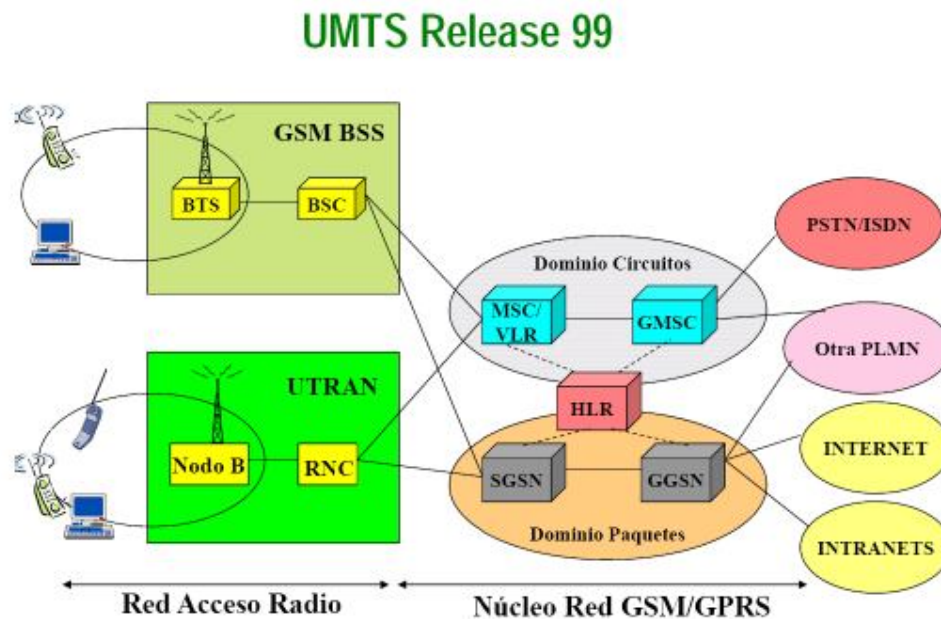 UMTS Release 99
GSM BSS
BTS
BSC
PSTN/ISDN
Dominio Circuitos
MSC/
VLR
GMSC
Otra PLMN
UTRAN
HLR
Nodo B
RNC
SGSN
GGSN
INTERNET
Dominio Paquetes
INTRANETS
Red Acceso Radio
Núcleo Red GSM/GPRS